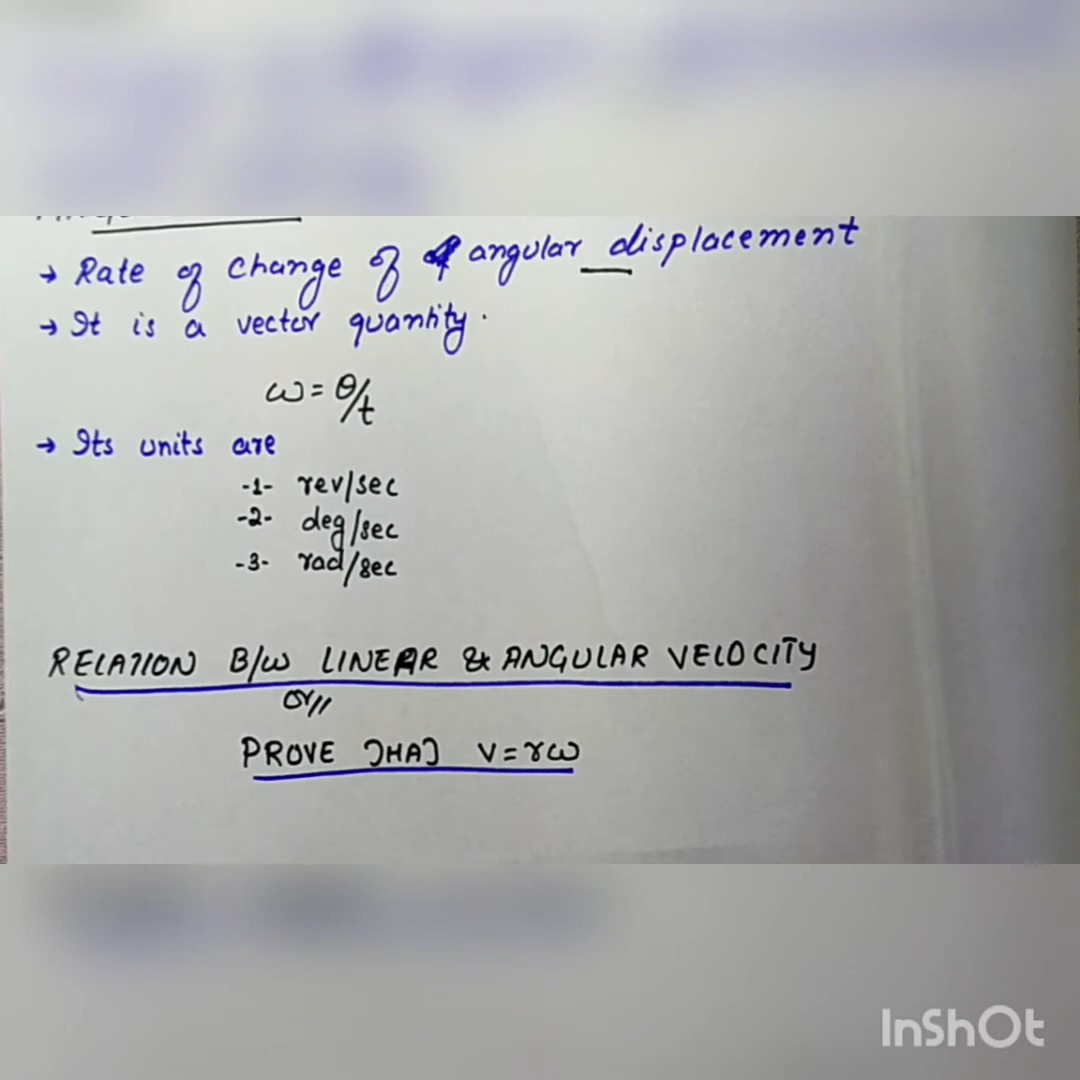 → Rate of change of angular displacement
→ It is a vector quantity.
ω = θ/t
→ Its units are
-1- rev/sec
-2- deg/sec
-3- rad/sec
RELATION B/W LINEAR & ANGULAR VELOCITY
or//
PROVE THAT V = rω
InShOt